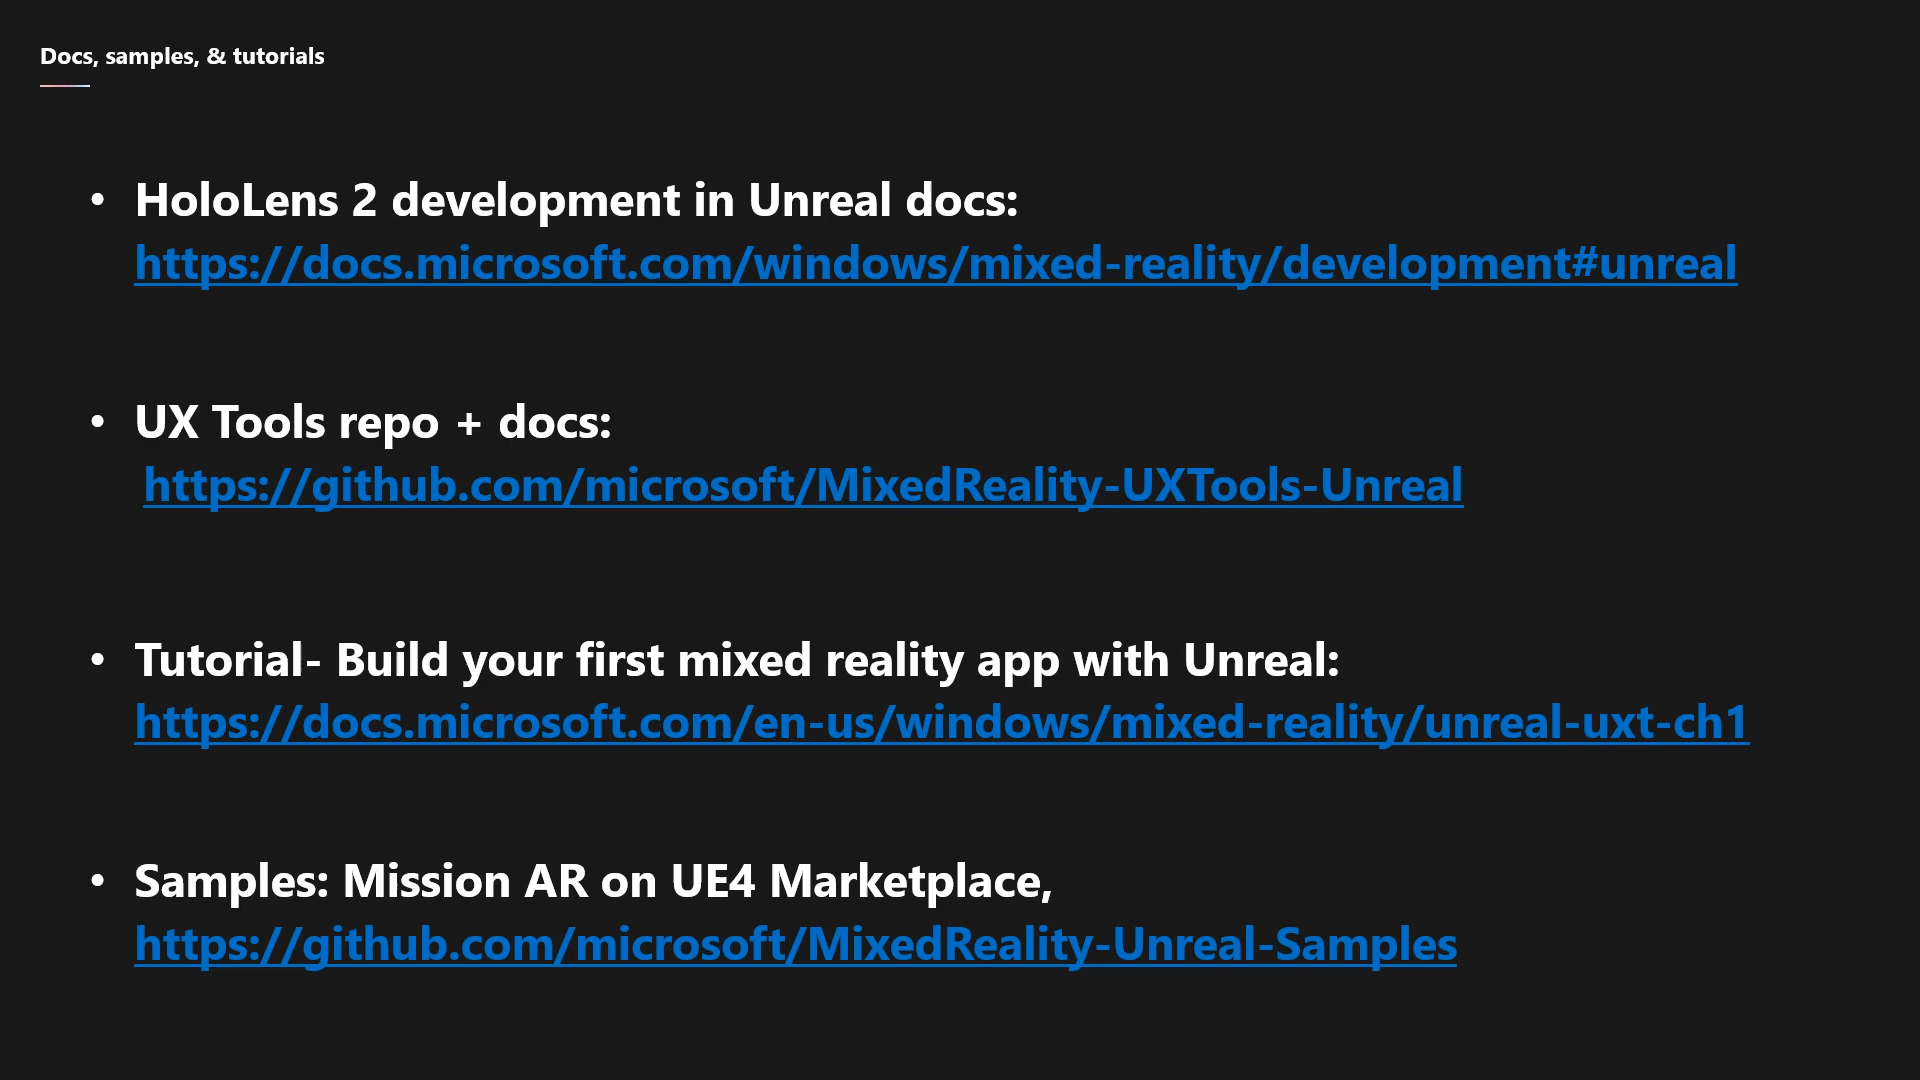 Docs, samples, & tutorials
• HoloLens 2 development in Unreal docs:
https://docs.microsoft.com/windows/mixed-reality/development#unreal
• UX Tools repo + docs:
https://github.com/microsoft/MixedReality-UXTools-Unreal
• Tutorial- Build your first mixed reality app with Unreal:
https://docs.microsoft.com/en-us/windows/mixed-reality/unreal-uxt-ch1
• Samples: Mission AR on UE4 Marketplace,
https://github.com/microsoft/MixedReality-Unreal-Samples